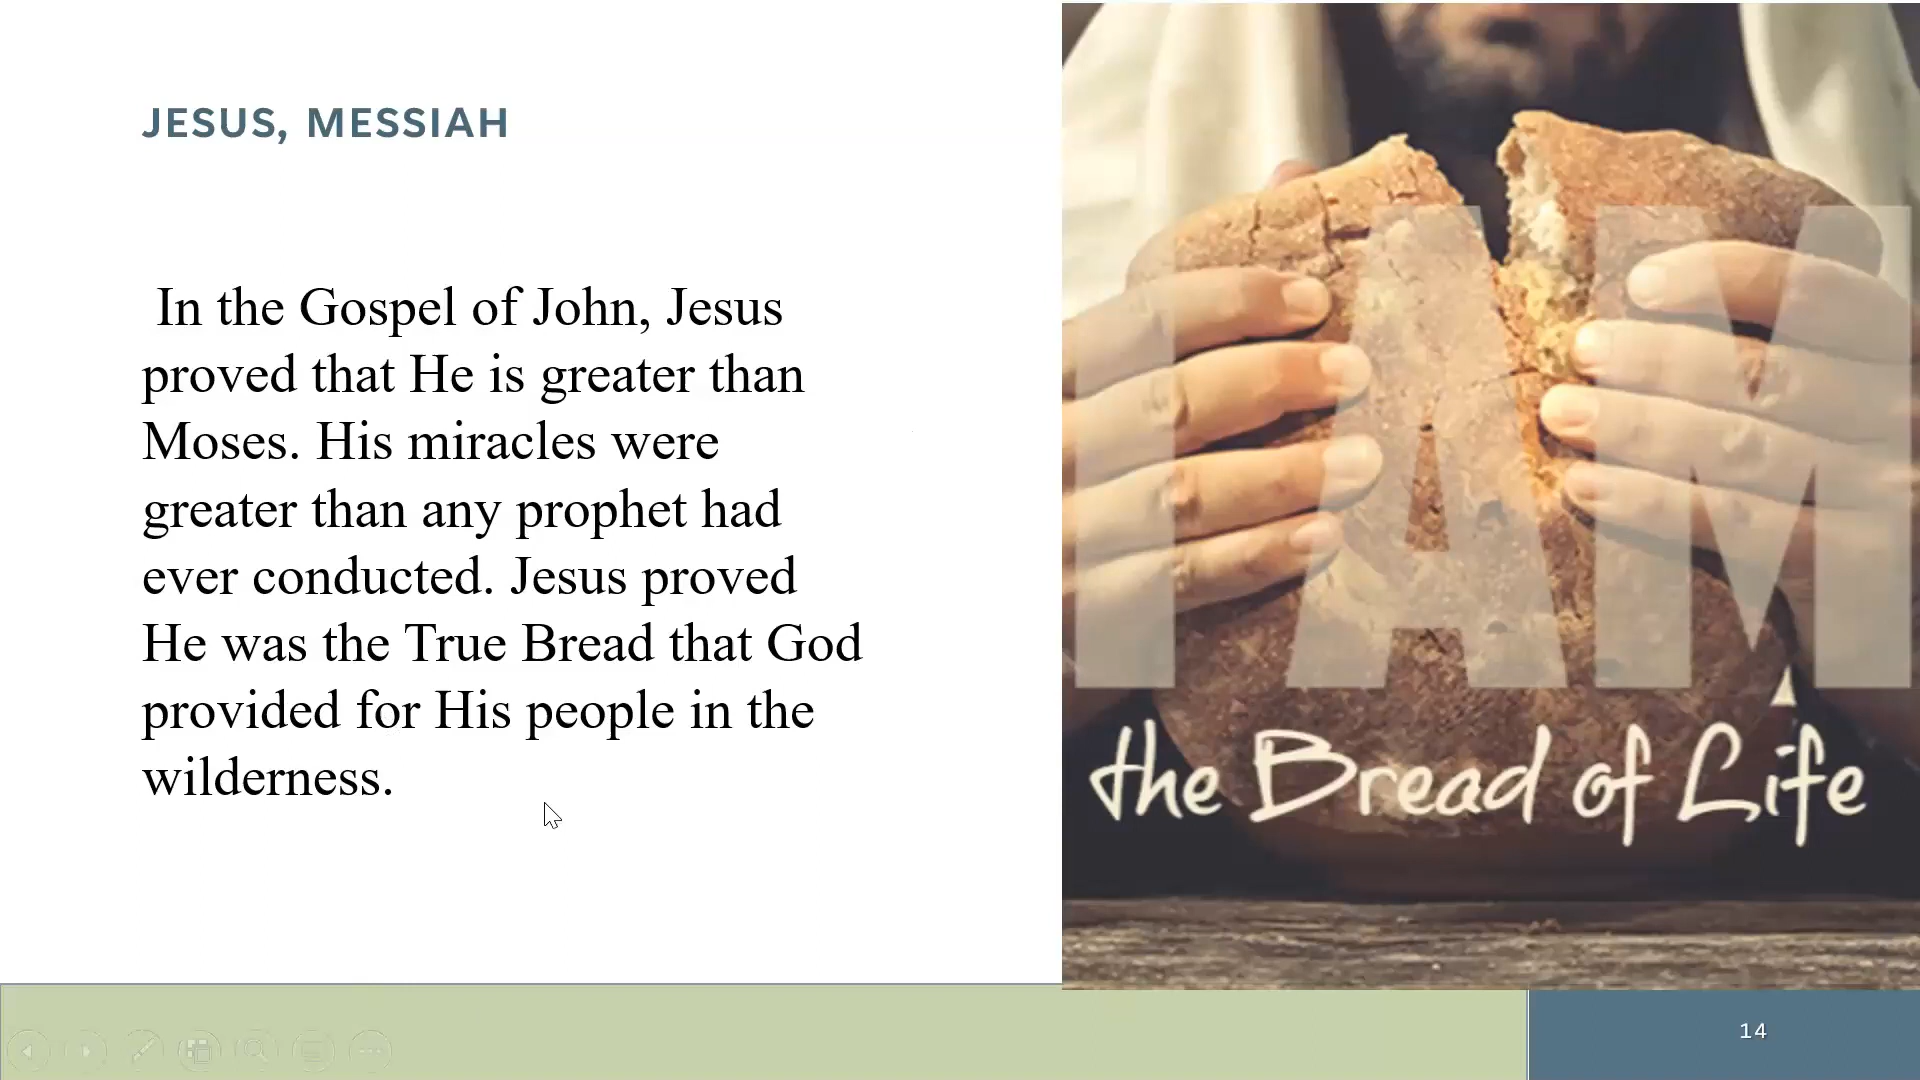 JESUS, MESSIAH
In the Gospel of John, Jesus
proved that He is greater than
Moses. His miracles were
greater than any prophet had
ever conducted. Jesus proved
He was the True Bread that God
provided for His people in the
wilderness.
I AM
the Bread of Life
14